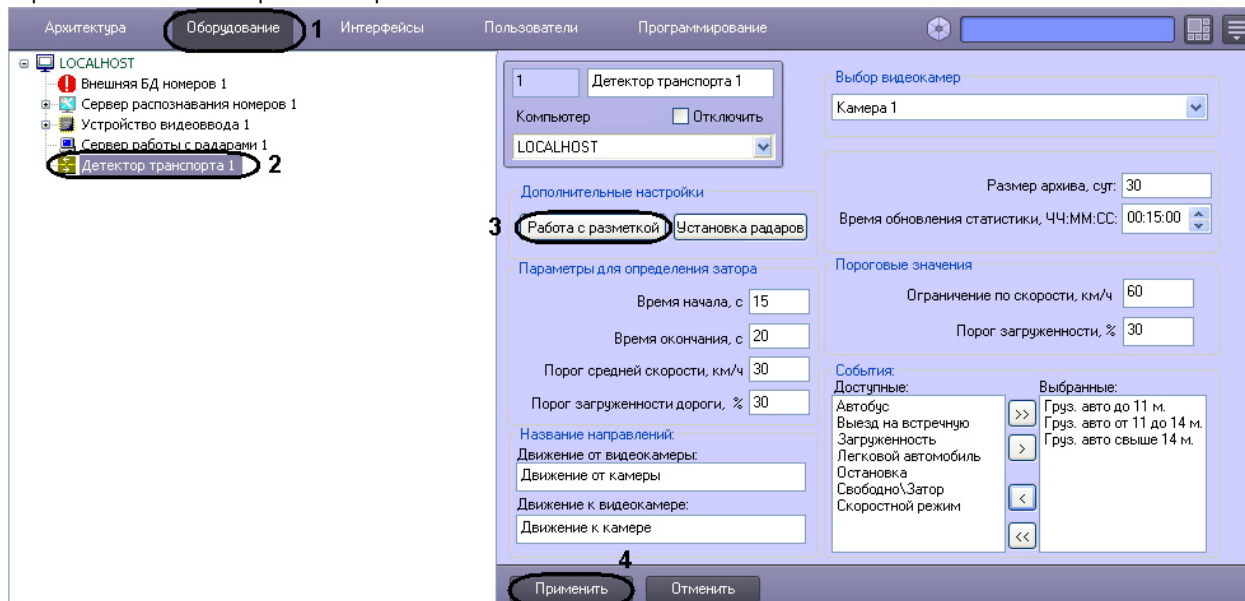 Архитектура Оборудование 1 Интерфейсы Пользователи Программирование
LOCALHOST
Внешняя БД номеров 1
Сервер распознавания номеров 1
Устройство видеоввода 1
Сервер работы с радарами 1
Детектор транспорта 1 2
1 Детектор транспорта 1
Компьютер Отключить
LOCALHOST
Дополнительные настройки
3 Работа с разметкой Установка радаров
Параметры для определения затора
Время начала, с 15
Время окончания, с 20
Порог средней скорости, км/ч 30
Порог загруженности дороги, % 30
Название направлений:
Движение от видеокамеры:
Движение от камеры
Движение к видеокамере:
Движение к камере
Выбор видеокамер
Камера 1
Размер архива, сут: 30
Время обновления статистики, ЧЧ:ММ:СС: 00:15:00
Пороговые значения
Ограничение по скорости, км/ч 60
Порог загруженности, % 30
События:
Доступные:
Автобус
Выезд на встречную
Загруженность
Легковой автомобиль
Остановка
Свободно\Затор
Скоростной режим
>>
>
<
<<
Выбранные:
Груз. авто до 11 м.
Груз. авто от 11 до 14 м.
Груз. авто свыше 14 м.
4
Применить Отменить